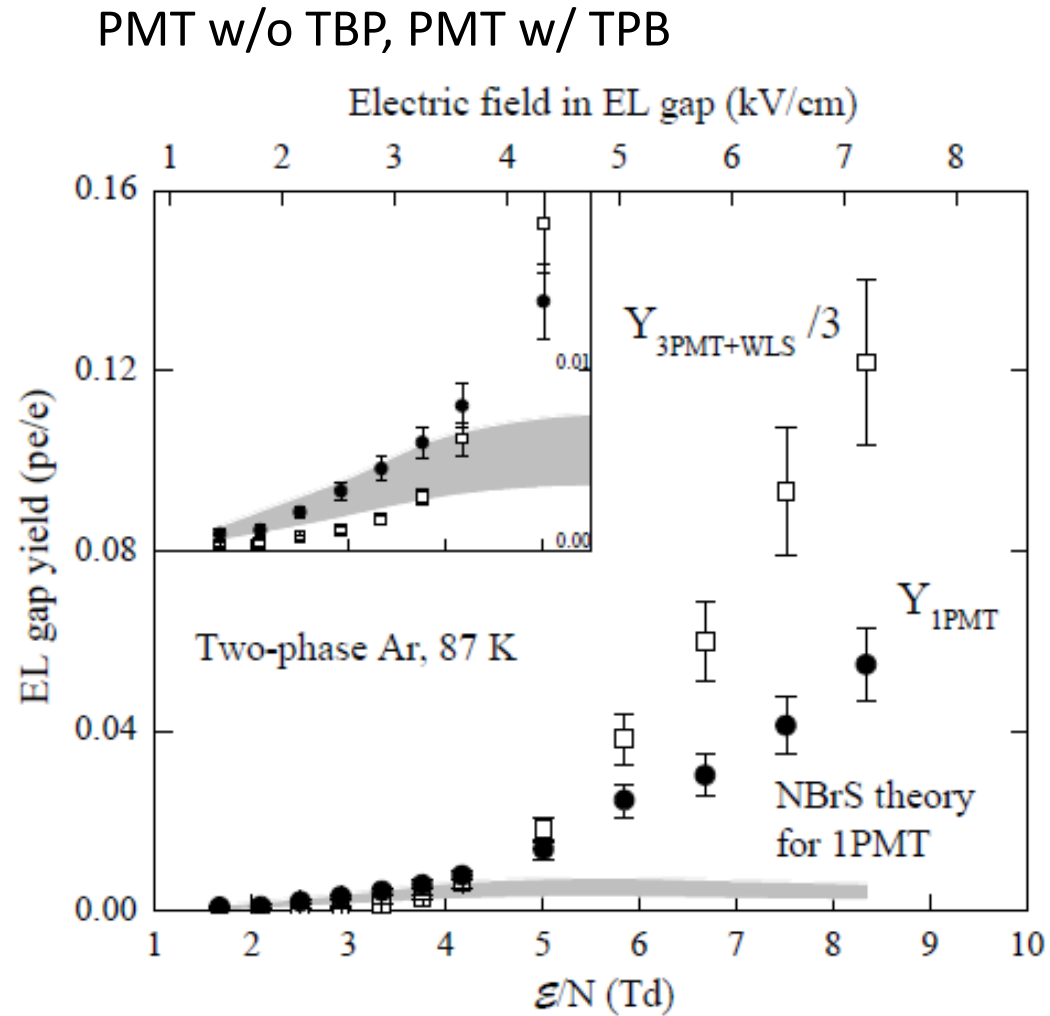 PMT w/o TBP, PMT w/ TPB
Electric field in EL gap (kV/cm)
1 2 3 4 5 6 7 8
0.16
0.12
0.08
0.04
0.00
EL gap yield (pe/e)
0.01
0.00
Y3PMT+WLS /3
Y1PMT
Two-phase Ar, 87 K
NBrS theory
for 1PMT
1 2 3 4 5 6 7 8 9 10
ℰ/N (Td)